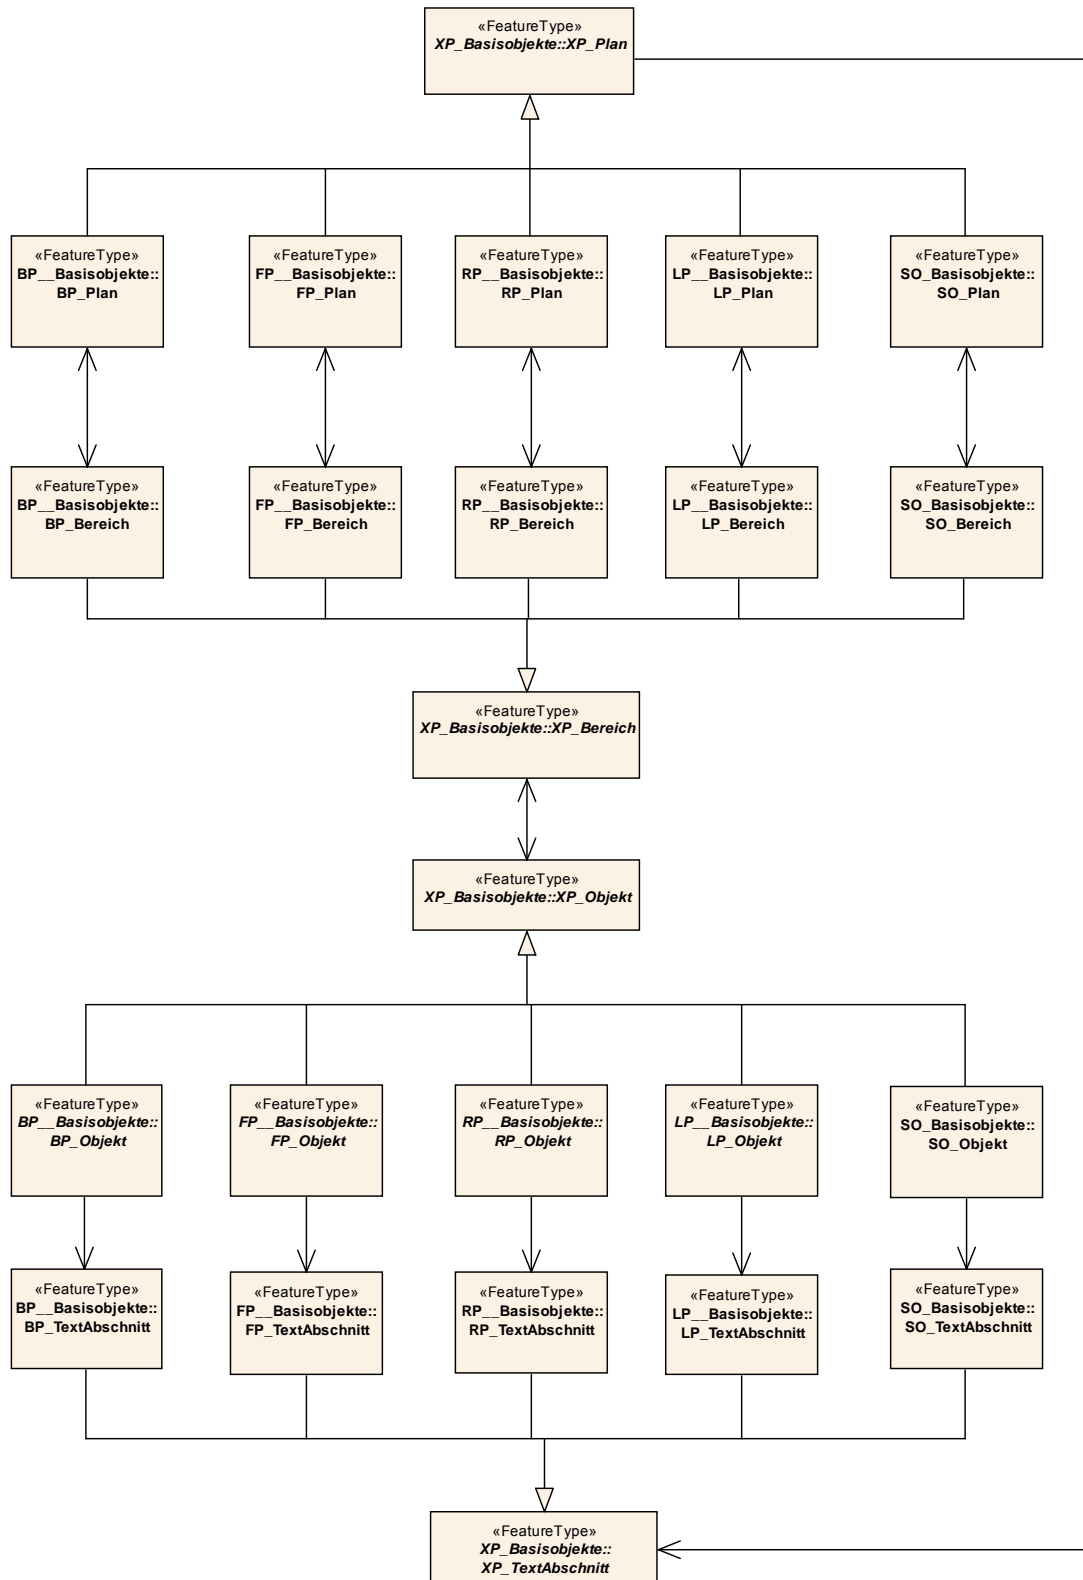 «FeatureType»
XP_Basisobjekte::XP_Plan
«FeatureType»
BP__Basisobjekte::
BP_Plan
«FeatureType»
FP__Basisobjekte::
FP_Plan
«FeatureType»
RP__Basisobjekte::
RP_Plan
«FeatureType»
LP__Basisobjekte::
LP_Plan
«FeatureType»
SO_Basisobjekte::
SO_Plan
«FeatureType»
BP__Basisobjekte::
BP_Bereich
«FeatureType»
FP__Basisobjekte::
FP_Bereich
«FeatureType»
RP__Basisobjekte::
RP_Bereich
«FeatureType»
LP__Basisobjekte::
LP_Bereich
«FeatureType»
SO_Basisobjekte::
SO_Bereich
«FeatureType»
XP_Basisobjekte::XP_Bereich
«FeatureType»
XP_Basisobjekte::XP_Objekt
«FeatureType»
BP__Basisobjekte::
BP_Objekt
«FeatureType»
FP__Basisobjekte::
FP_Objekt
«FeatureType»
RP__Basisobjekte::
RP_Objekt
«FeatureType»
LP__Basisobjekte::
LP_Objekt
«FeatureType»
SO_Basisobjekte::
SO_Objekt
«FeatureType»
BP__Basisobjekte::
BP_TextAbschnitt
«FeatureType»
FP__Basisobjekte::
FP_TextAbschnitt
«FeatureType»
RP__Basisobjekte::
RP_TextAbschnitt
«FeatureType»
LP__Basisobjekte::
LP_TextAbschnitt
«FeatureType»
SO_Basisobjekte::
SO_TextAbschnitt
«FeatureType»
XP_Basisobjekte::
XP_TextAbschnitt